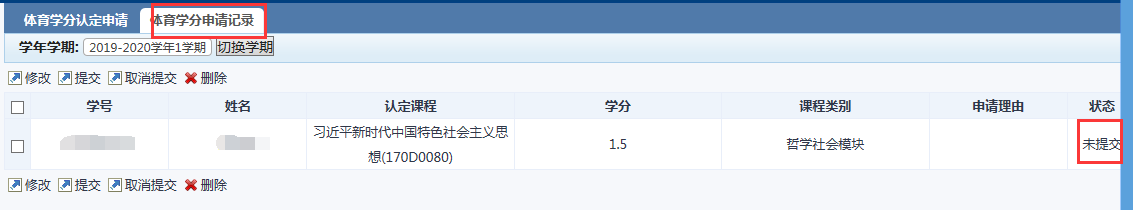 体育学分认定申请 体育学分申请记录
学年学期: 2019-2020学年1学期 切换学期
修改 提交 取消提交 删除
学号 姓名 认定课程 学分 课程类别 申请理由 状态
习近平新时代中国特色社会主义思
想(170D0080) 1.5 哲学社会模块 未提交
修改 提交 取消提交 删除